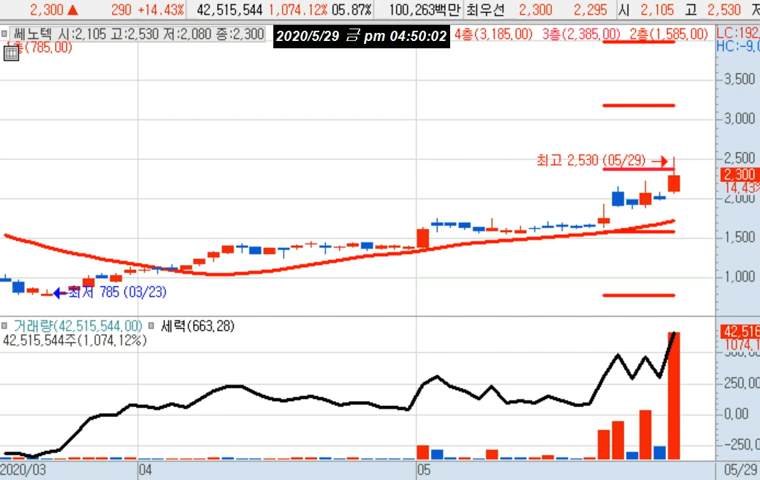 2,300 ▲ 290 +14.43% 42,515,544 1,074.12% 05.87% 100,263백만 최우선 2,300 2,295 시 2,105 고 2,530 저
쎄노텍 시:2,105 고:2,530 저:2,080 종:2,300 2020/5/29 금 pm 04:50:02 4층(3,185.00) 3층(2,385.00) 2층(1,585.00) LC:192.
(785.00) HC:-9.0
3,500
3,000
최고 2,530 (05/29) → 2,500
2,300
14.43%
2,000
1,500
1,000
← 최저 785 (03/23)
거래량(42,515,544.00) 세력(663.28)
42,515,544주(1,074.12%)
42,516
1074.1
500.00
250.00
0.00
-250.0
2020/03 04 05 05/29